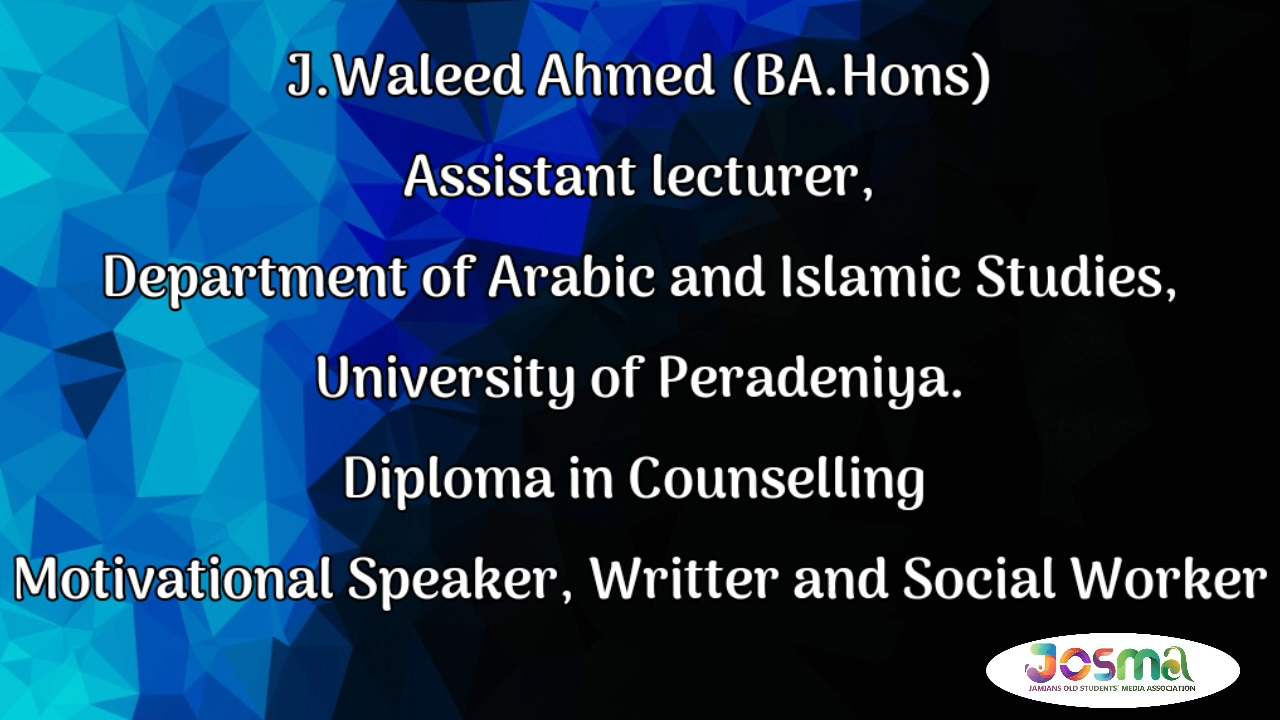 J.Waleed Ahmed (BA.Hons)
Assistant lecturer,
Department of Arabic and Islamic Studies,
University of Peradeniya.
Diploma in Counselling
Motivational Speaker, Writter and Social Worker
JOSMA
JAMIANS OLD STUDENTS' MEDIA ASSOCIATION